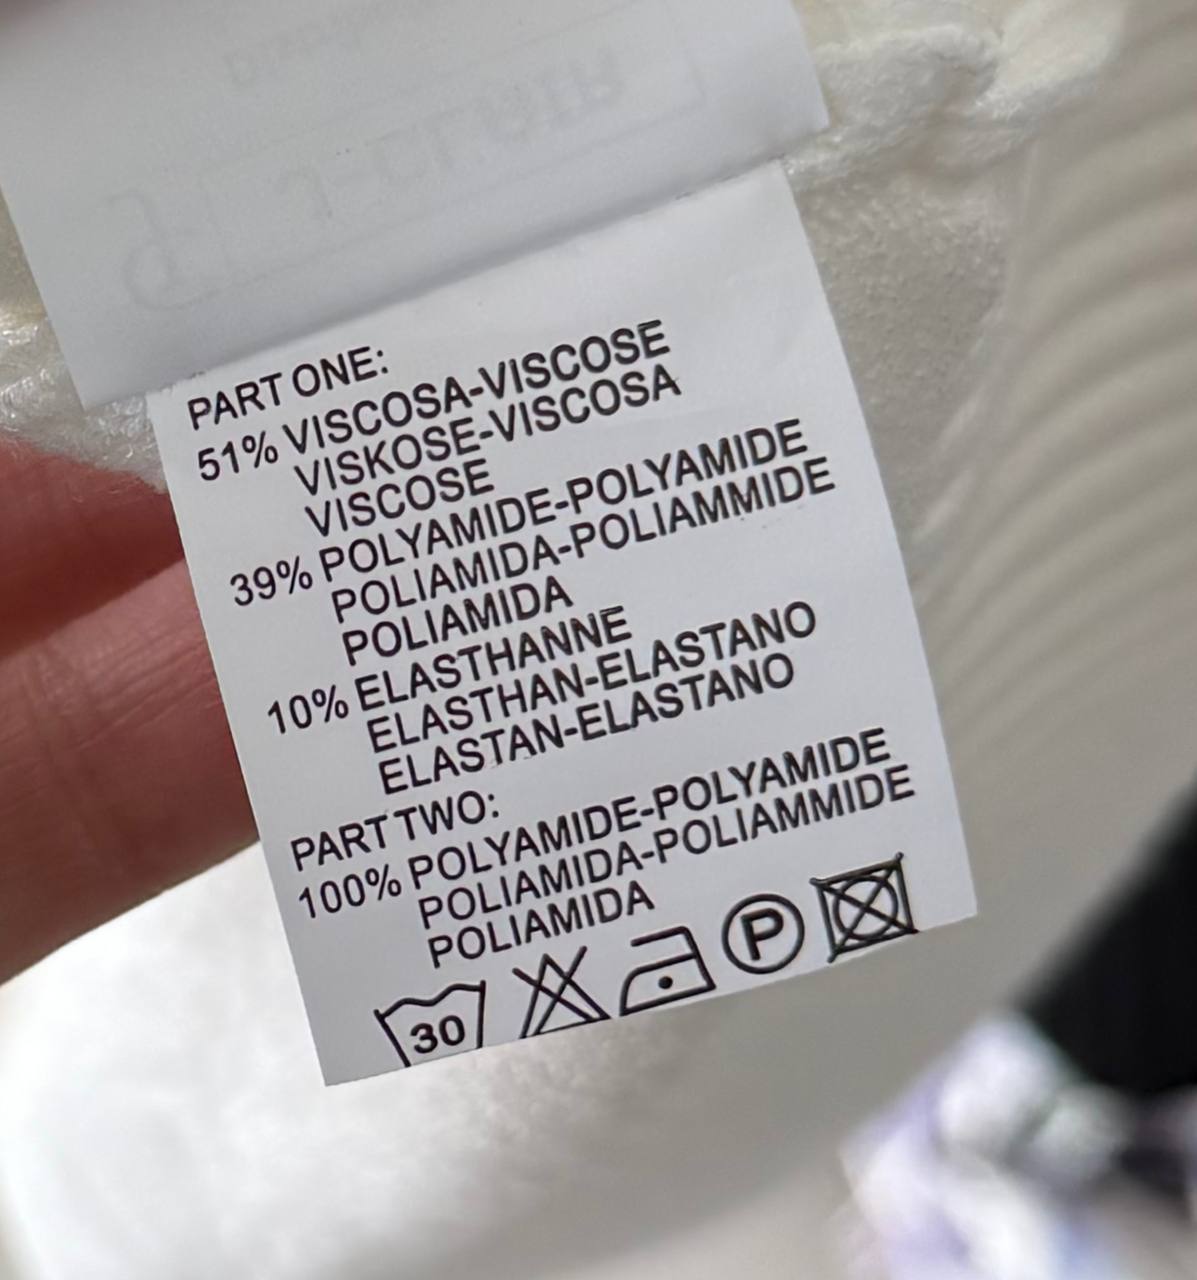 PART ONE:
51% VISCOSA-VISCOSE
VISKOSE-VISCOSA
VISCOSE
39% POLYAMIDE-POLYAMIDE
POLIAMIDA-POLIAMMIDE
POLIAMIDA
10% ELASTHANNE
ELASTHAN-ELASTANO
ELASTAN-ELASTANO
PART TWO:
100% POLYAMIDE-POLYAMIDE
POLIAMIDA-POLIAMMIDE
POLIAMIDA
30 P